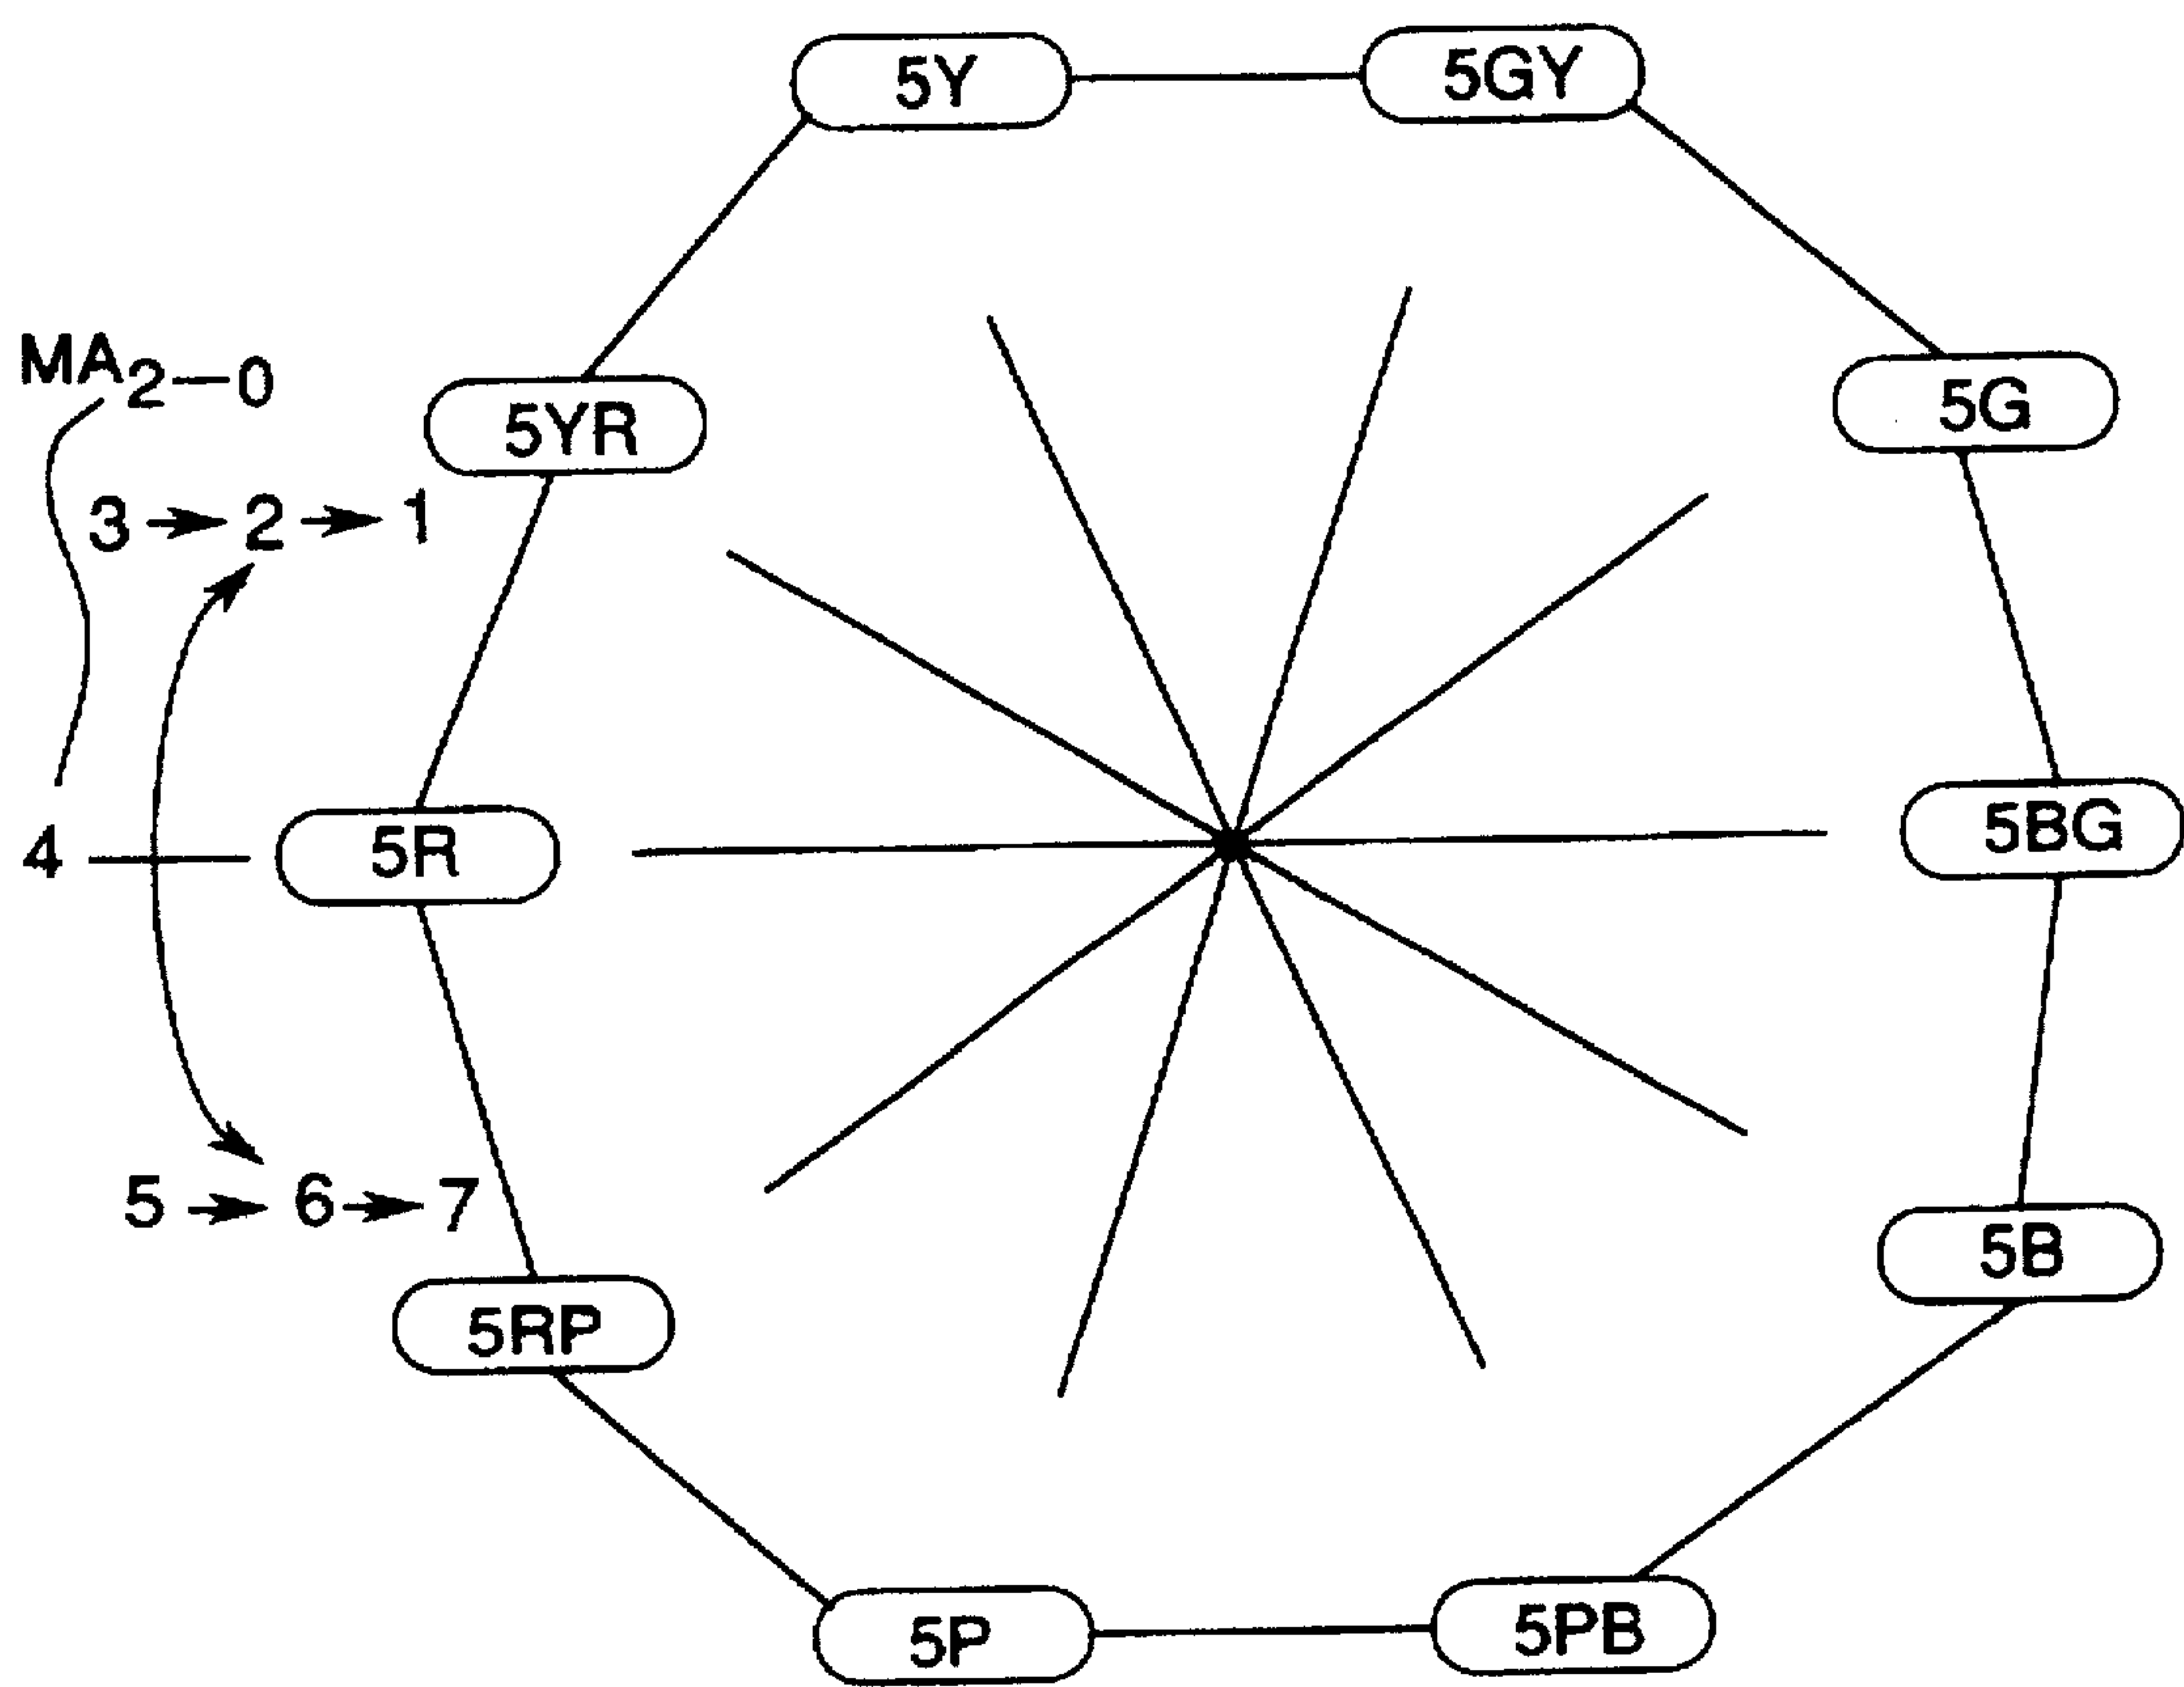 5Y
5GY
MA2—0
5YR
5G
3 → 2 → 1
4
5R
5BG
5 → 6 → 7
5B
5RP
5P
5PB